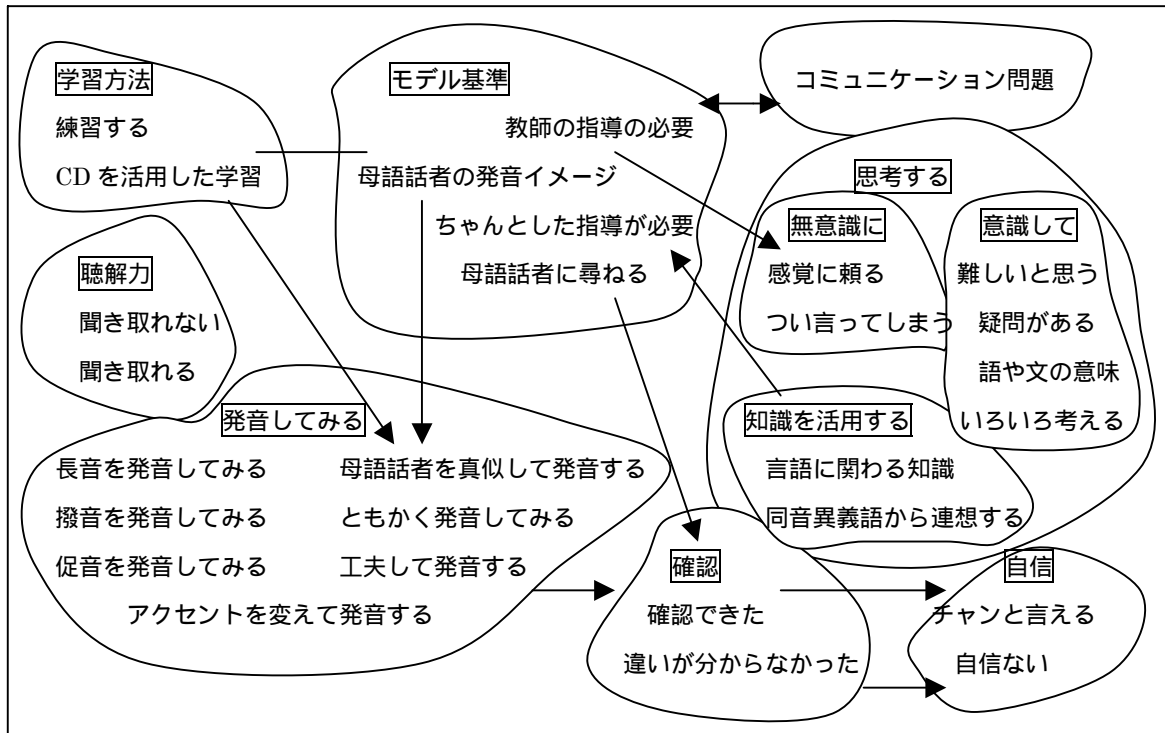 学習方法
練習する
CD を活用した学習
モデル基準
教師の指導の必要
母語話者の発音イメージ
ちゃんとした指導が必要
母語話者に尋ねる
コミュニケーション問題
思考する
無意識に
感覚に頼る
つい言ってしまう
意識して
難しいと思う
疑問がある
語や文の意味
いろいろ考える
知識を活用する
言語に関わる知識
同音異義語から連想する
聴解力
聞き取れない
聞き取れる
発音してみる
長音を発音してみる
母語話者を真似して発音する
撥音を発音してみる
ともかく発音してみる
促音を発音してみる
工夫して発音する
アクセントを変えて発音する
確認
確認できた
違いが分からなかった
自信
チャンと言える
自信ない